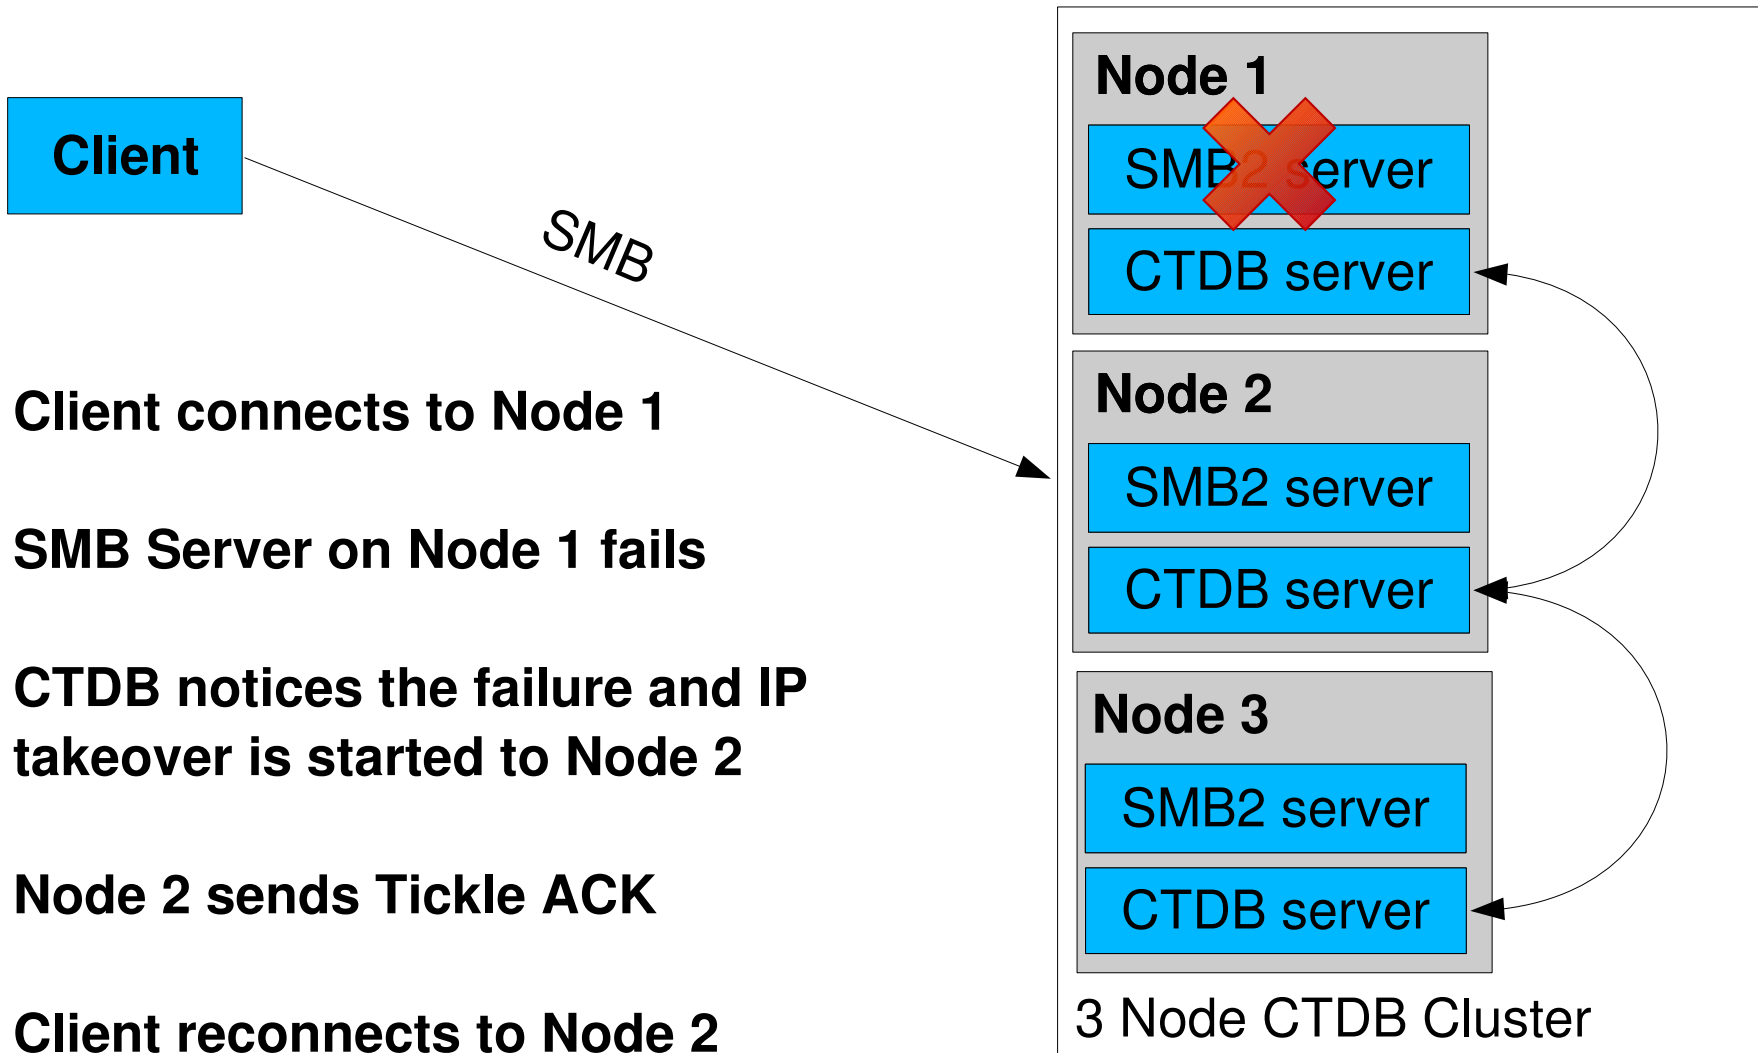 Client
SMB
Client connects to Node 1
SMB Server on Node 1 fails
CTDB notices the failure and IP
takeover is started to Node 2
Node 2 sends Tickle ACK
Client reconnects to Node 2
Node 1
SMB2 server
CTDB server
Node 2
SMB2 server
CTDB server
Node 3
SMB2 server
CTDB server
3 Node CTDB Cluster